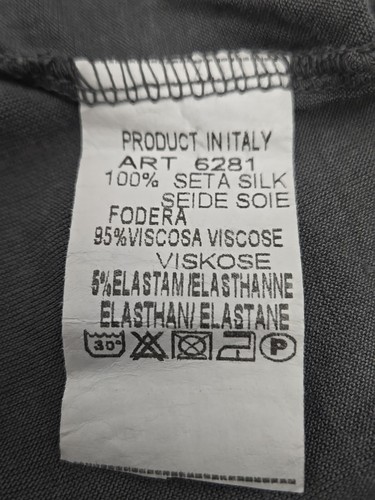 PRODUCT IN ITALY
ART 6281
100% SETA SILK
SEIDE SOIE
FODERA
95%VISCOSA VISCOSE
VISKOSE
5%ELASTAM/ELASTHANNE
ELASTHAN/ELASTANE
30° P